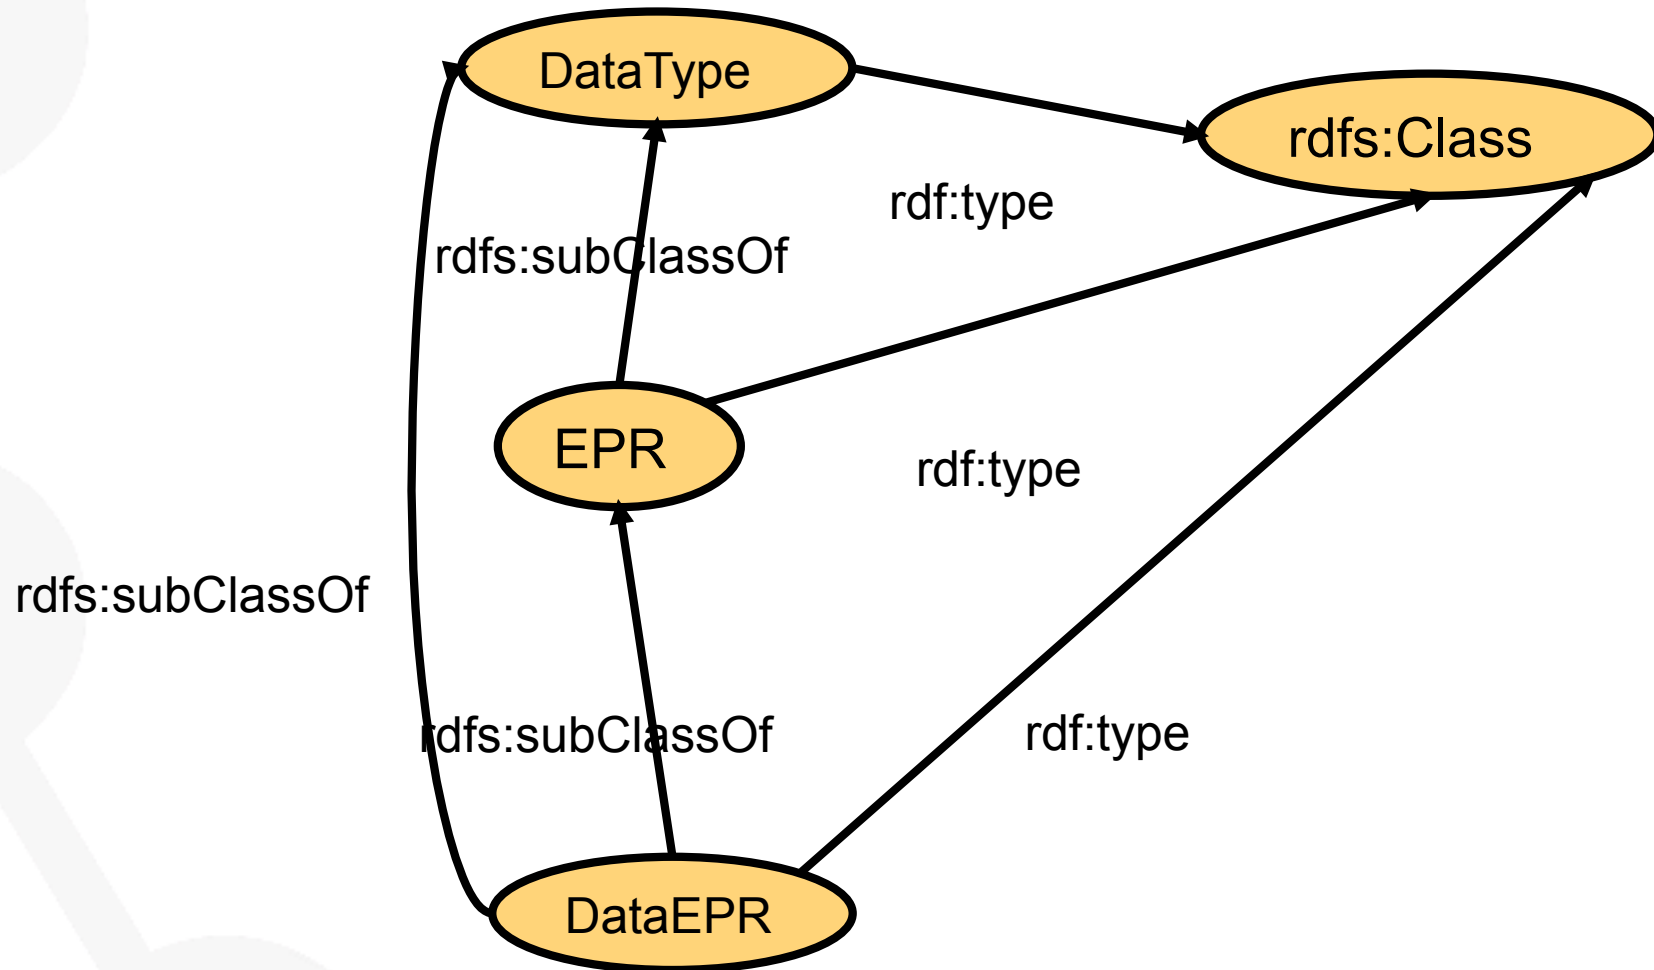 DataType
rdfs:Class
rdf:type
rdfs:subClassOf
EPR
rdf:type
rdfs:subClassOf
rdfs:subClassOf
rdf:type
DataEPR